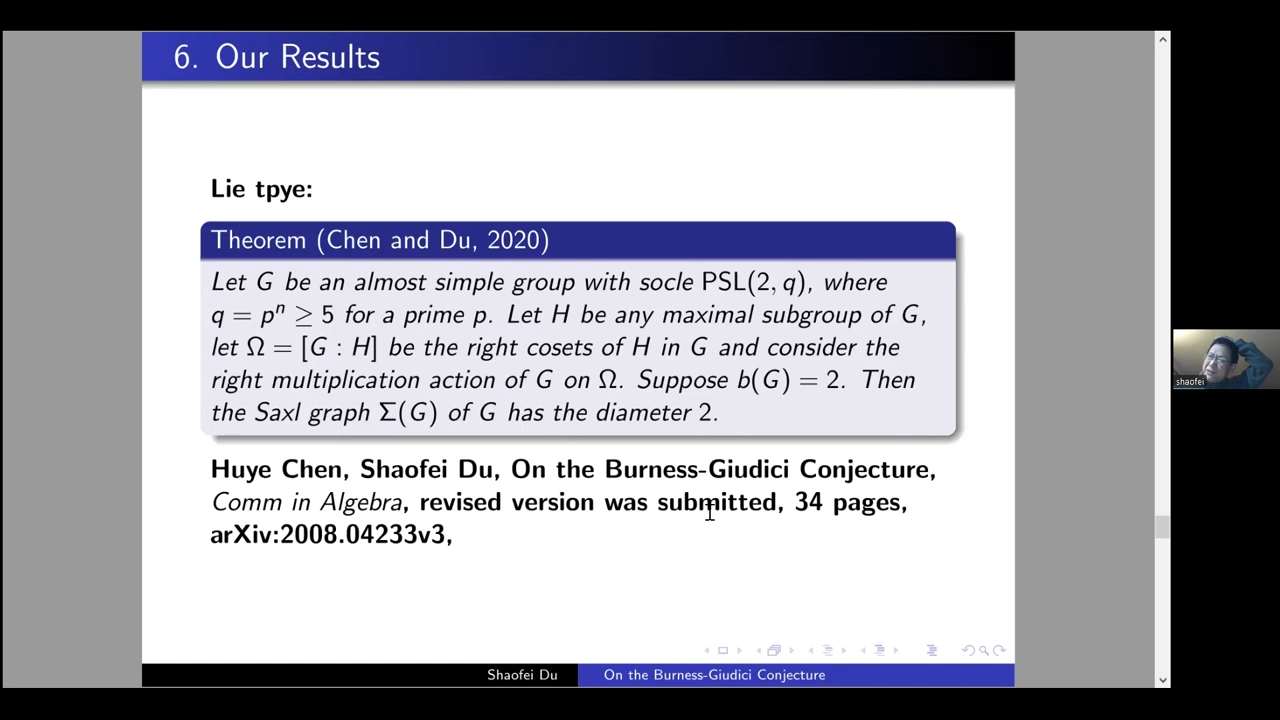 6. Our Results
Lie tpye:
Theorem (Chen and Du, 2020)
Let G be an almost simple group with socle PSL(2, q), where
q = pⁿ ≥ 5 for a prime p. Let H be any maximal subgroup of G,
let Ω = [G : H] be the right cosets of H in G and consider the
right multiplication action of G on Ω. Suppose b(G) = 2. Then
the Saxl graph Σ(G) of G has the diameter 2.
Huye Chen, Shaofei Du, On the Burness-Giudici Conjecture,
Comm in Algebra, revised version was submitted, 34 pages,
arXiv:2008.04233v3,
shaofei
Shaofei Du
On the Burness-Giudici Conjecture